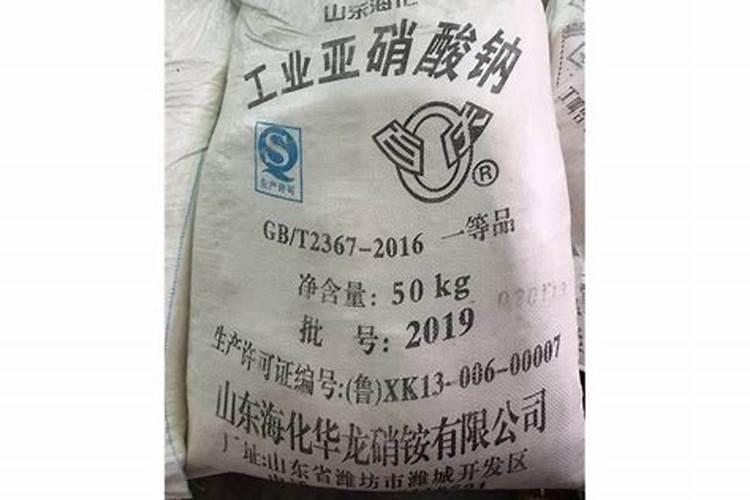 山东海化
工业亚硝酸钠
生产许可
®
GB/T2367-2016 一等品
净含量：50 kg
批 号：2019
生产许可证编号:(鲁)XK13-006-00007
山东海化华龙硝铵有限公司
厂址:山东省潍坊市潍城开发区